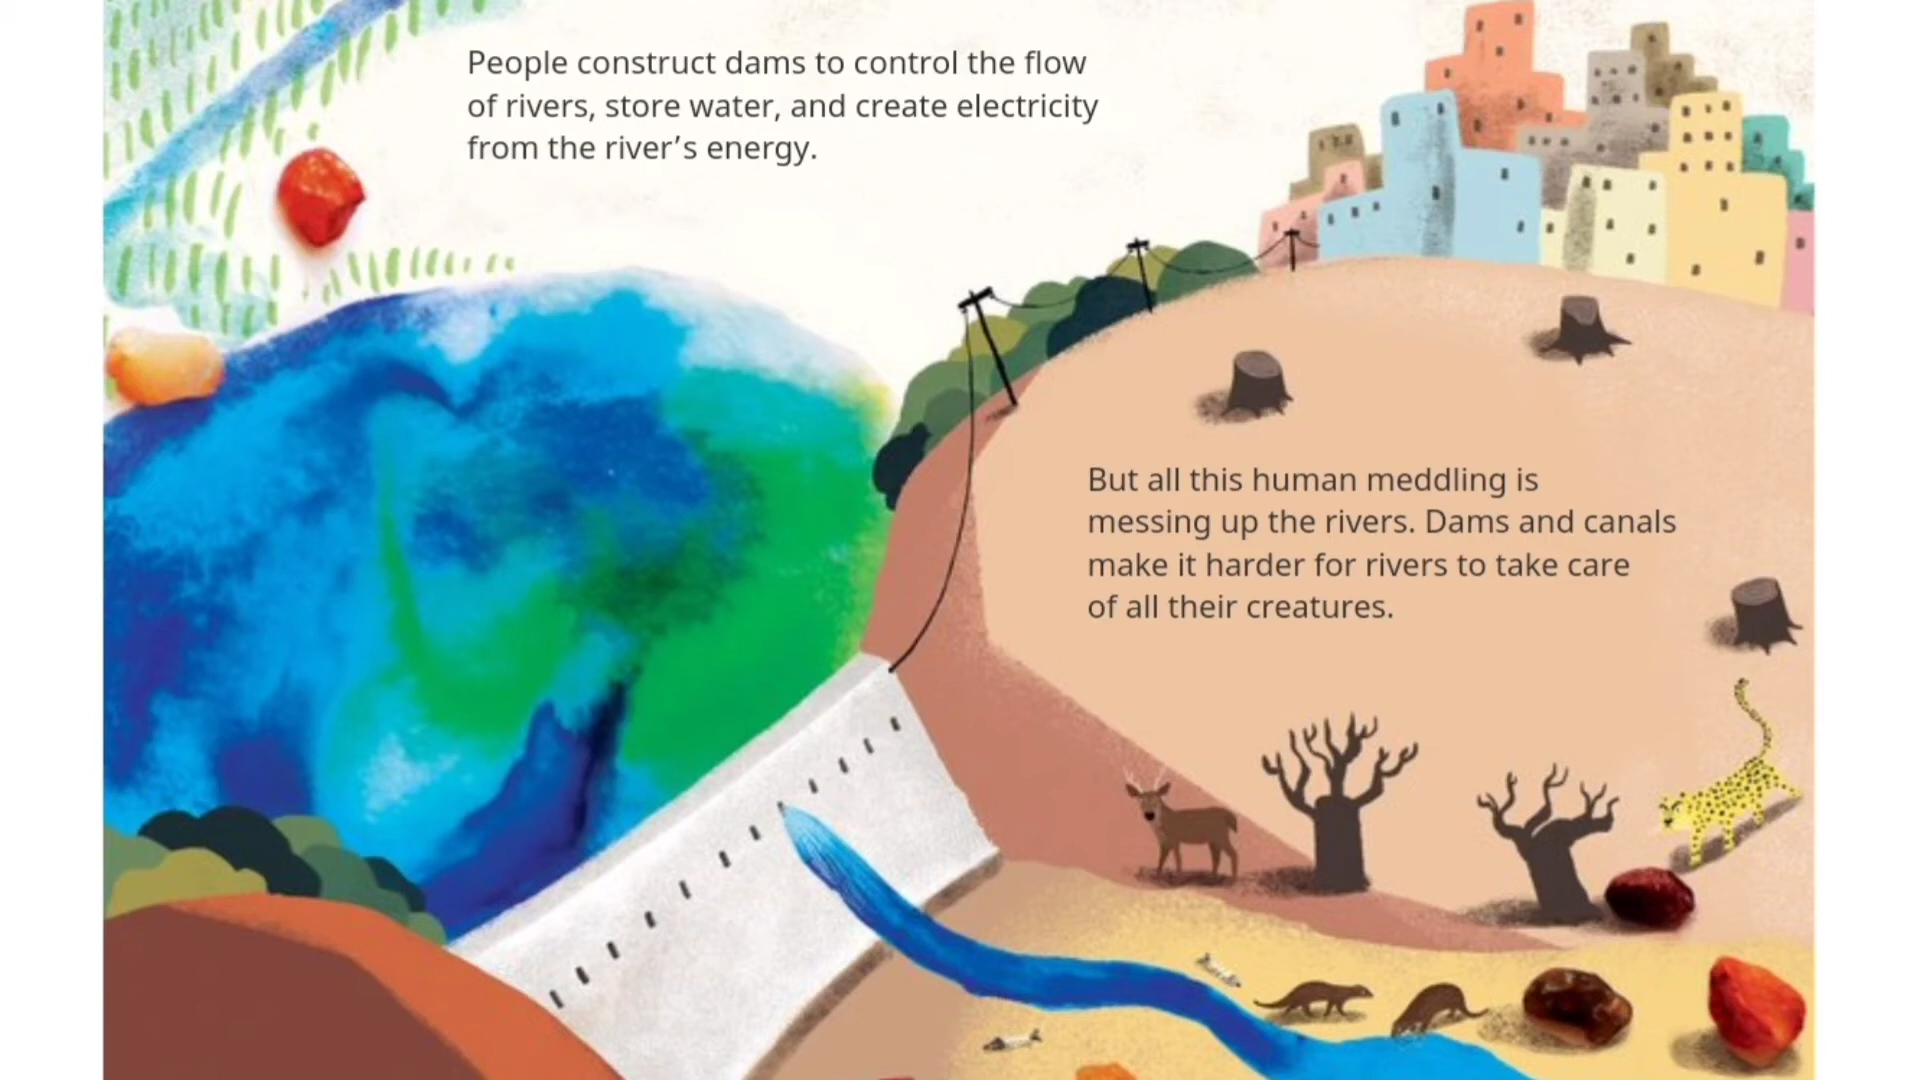 People construct dams to control the flow
of rivers, store water, and create electricity
from the river’s energy.
But all this human meddling is
messing up the rivers. Dams and canals
make it harder for rivers to take care
of all their creatures.